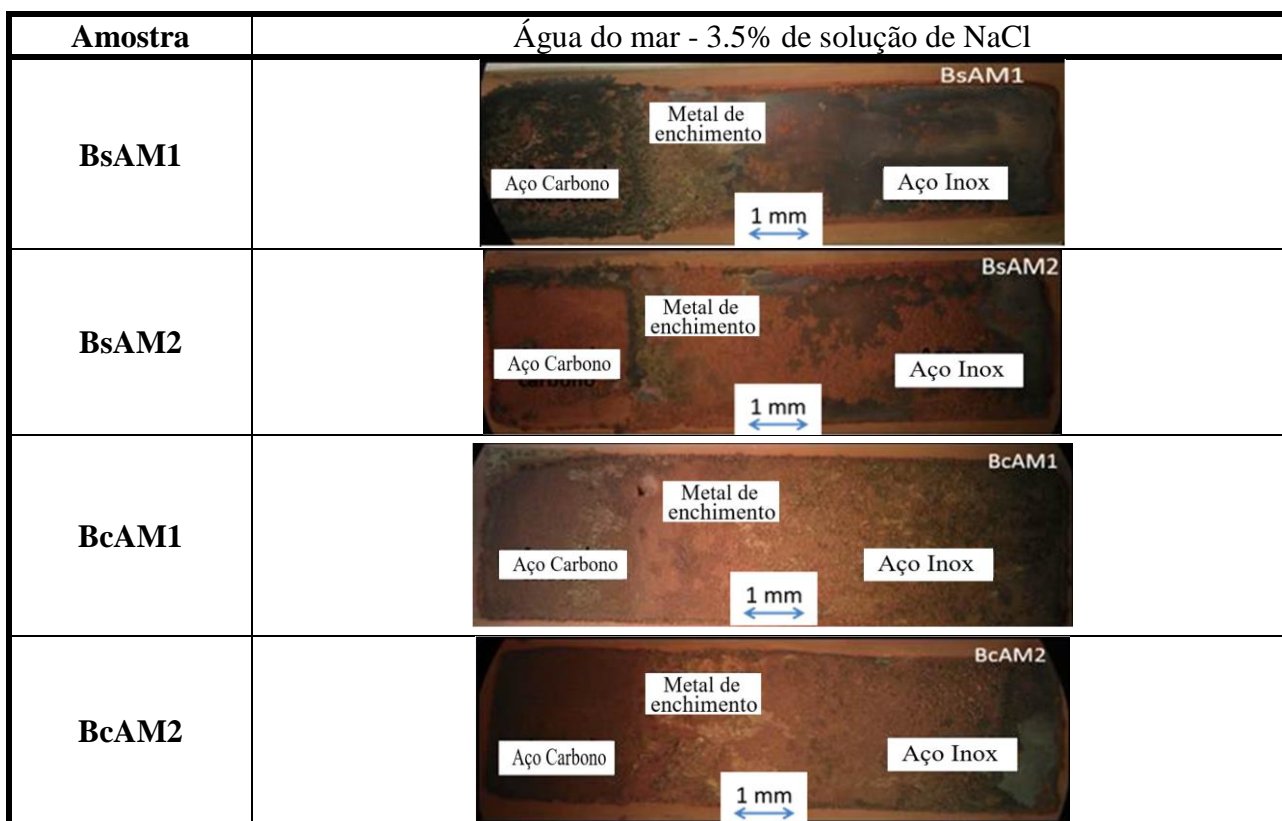 Amostra
Água do mar - 3.5% de solução de NaCl
BsAM1
BsAM1
Metal de
enchimento
Aço Carbono
Aço Inox
1 mm
BsAM2
BsAM2
Metal de
enchimento
Aço Carbono
carbono
Aço Inox
1 mm
BcAM1
BcAM1
Metal de
enchimento
Aço Carbono
Aço Inox
1 mm
BcAM2
BcAM2
Metal de
enchimento
Aço Carbono
Aço Inox
1 mm